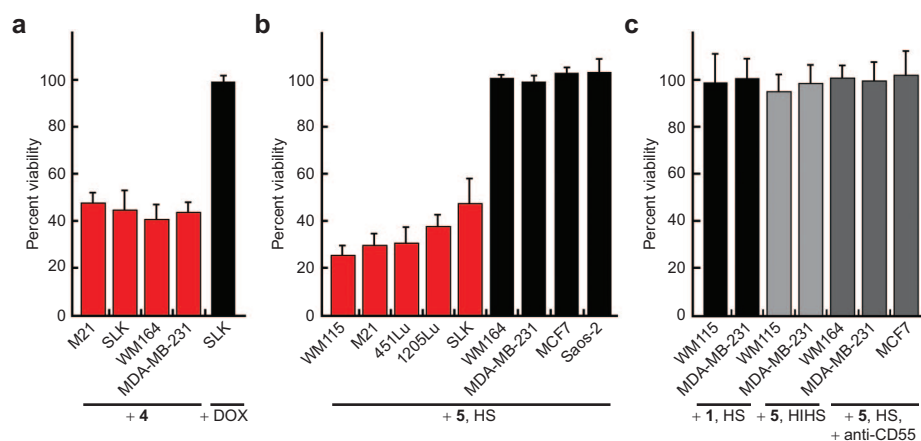 a
Percent viability
100
80
60
40
20
0
M21
SLK
WM164
MDA-MB-231
SLK
+ 4
+ DOX
b
Percent viability
100
80
60
40
20
0
WM115
M21
451Lu
1205Lu
SLK
WM164
MDA-MB-231
MCF7
Saos-2
+ 5, HS
c
Percent viability
100
80
60
40
20
0
WM115
MDA-MB-231
WM115
MDA-MB-231
WM164
MDA-MB-231
MCF7
+ 1, HS
+ 5, HIHS
+ 5, HS,
+ anti-CD55